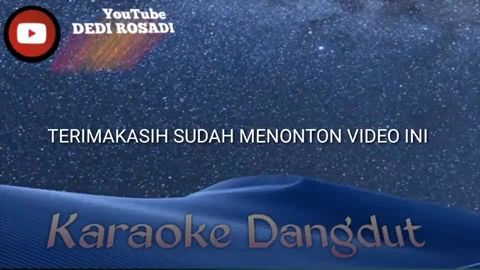 YouTube
DEDI ROSADI
TERIMAKASIH SUDAH MENONTON VIDEO INI
Karaoke Dangdut